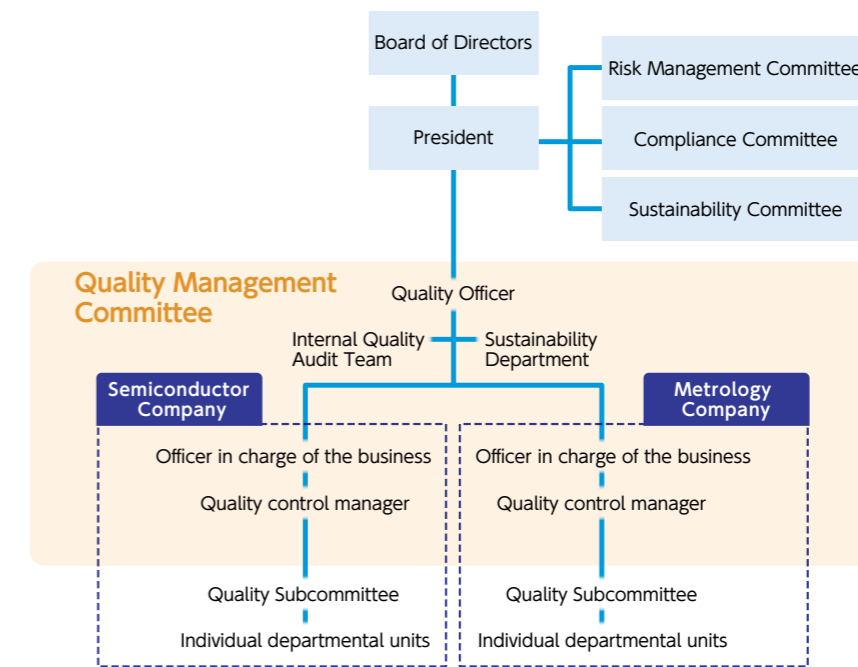 Board of Directors
Risk Management Committee
President
Compliance Committee
Sustainability Committee
Quality Management
Committee
Quality Officer
Internal Quality
Audit Team
Sustainability
Department
Semiconductor
Company
Metrology
Company
Officer in charge of the business
Officer in charge of the business
Quality control manager
Quality control manager
Quality Subcommittee
Quality Subcommittee
Individual departmental units
Individual departmental units